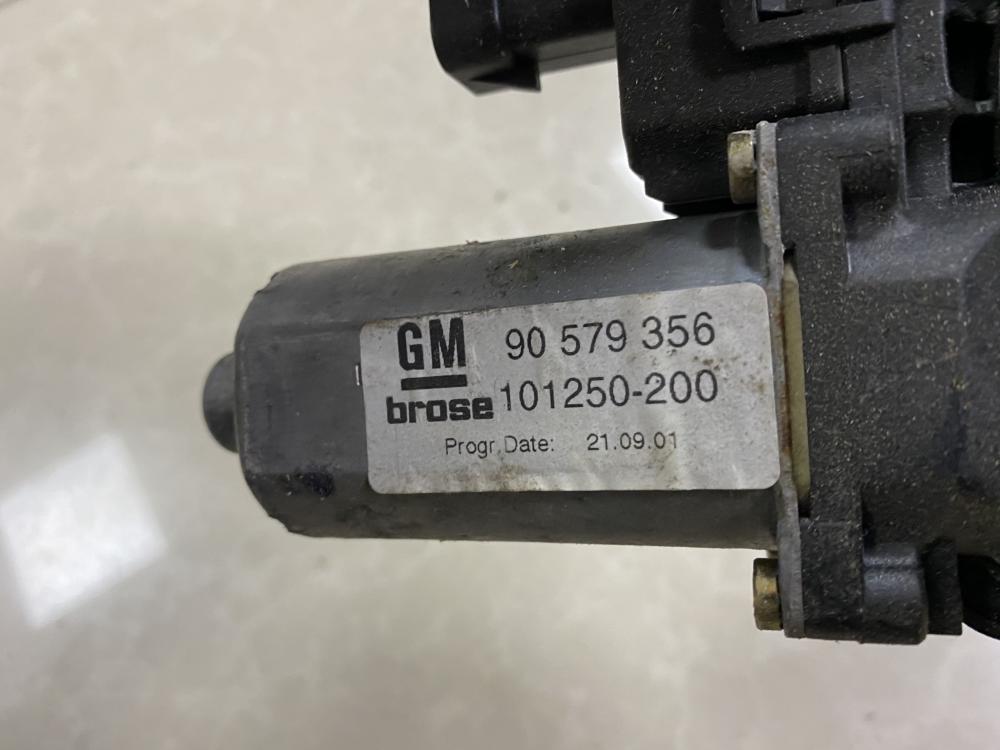 GM 90 579 356
brose 101250-200
Progr. Date: 21.09.01